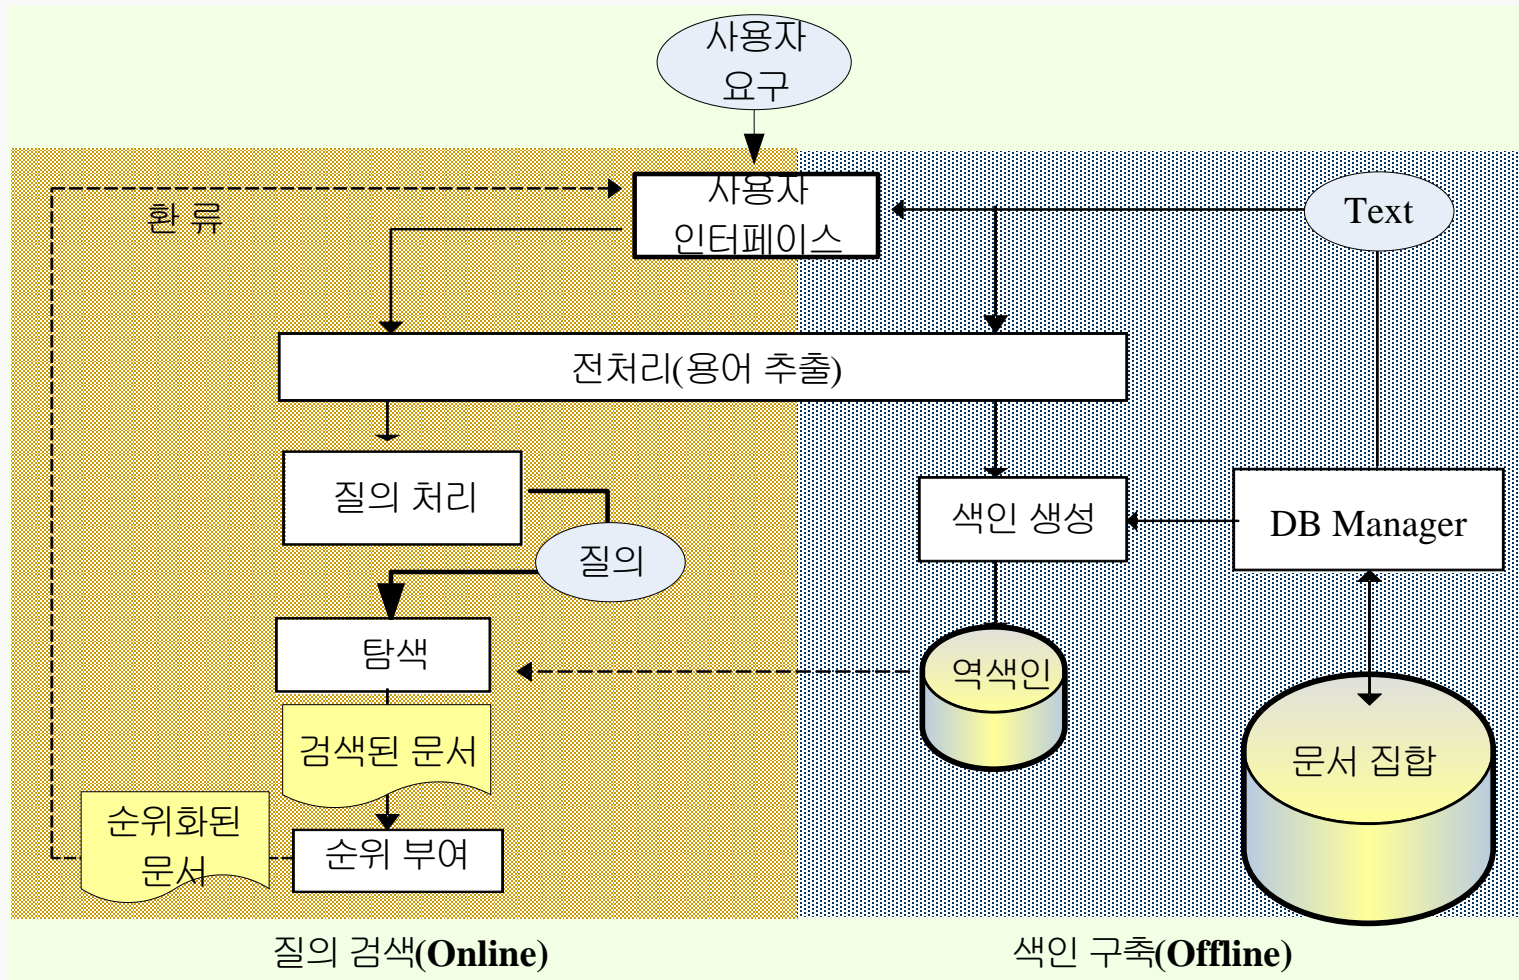 사용자
요구
환 류
사용자
인터페이스
Text
전처리(용어 추출)
질의 처리
질의
색인 생성
DB Manager
탐색
역색인
검색된 문서
문서 집합
순위화된
문서
순위 부여
질의 검색(Online)
색인 구축(Offline)